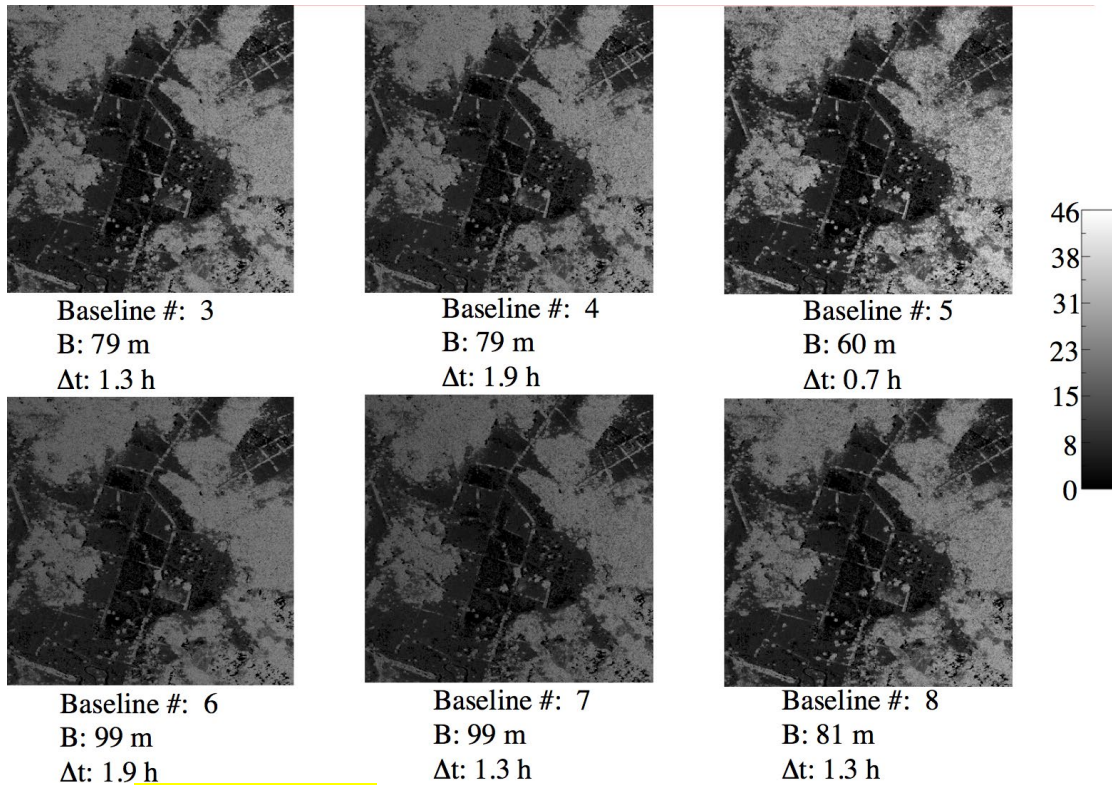 Baseline #: 3
B: 79 m
Δt: 1.3 h
Baseline #: 4
B: 79 m
Δt: 1.9 h
Baseline #: 5
B: 60 m
Δt: 0.7 h
46
38
31
23
15
8
0
Baseline #: 6
B: 99 m
Δt: 1.9 h
Baseline #: 7
B: 99 m
Δt: 1.3 h
Baseline #: 8
B: 81 m
Δt: 1.3 h